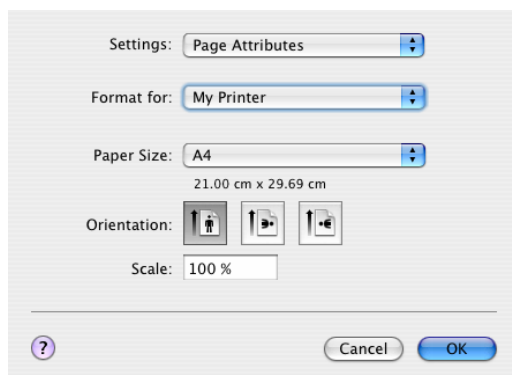 Settings: Page Attributes
Format for: My Printer
Paper Size: A4
21.00 cm x 29.69 cm
Orientation:
Scale: 100 %
? Cancel OK